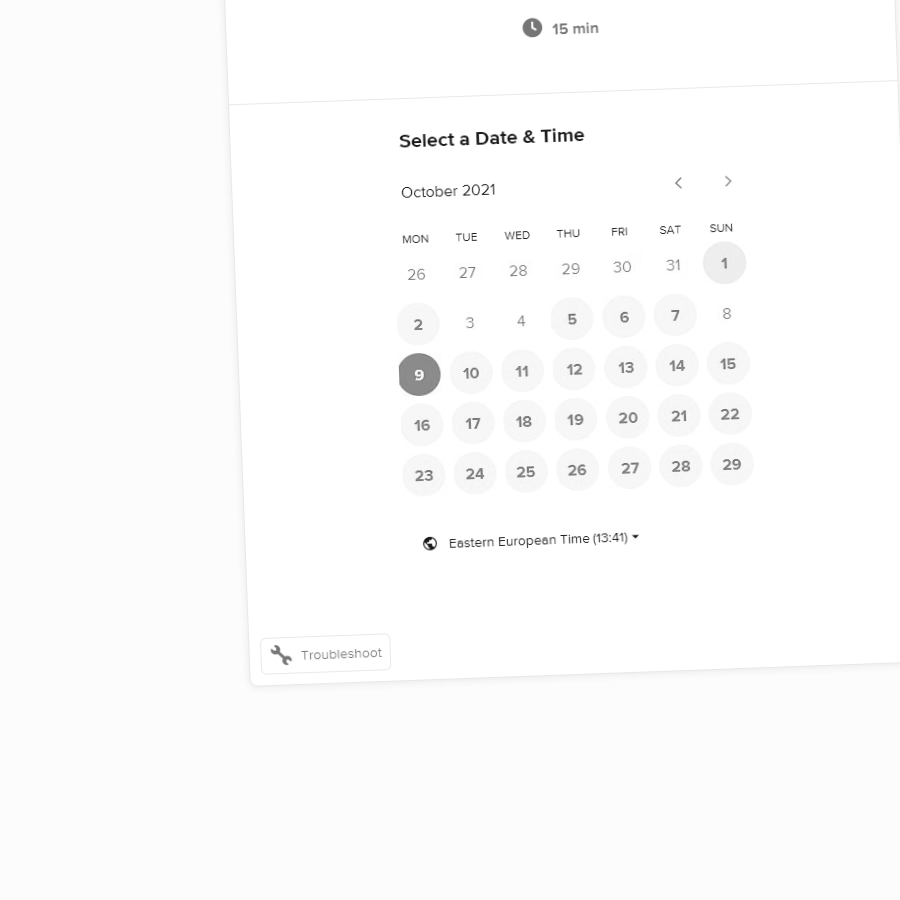 15 min
Select a Date & Time
October 2021
MON TUE WED THU FRI SAT SUN
26 27 28 29 30 31 1
2 3 4 5 6 7 8
9 10 11 12 13 14 15
16 17 18 19 20 21 22
23 24 25 26 27 28 29
Eastern European Time (13:41)
Troubleshoot